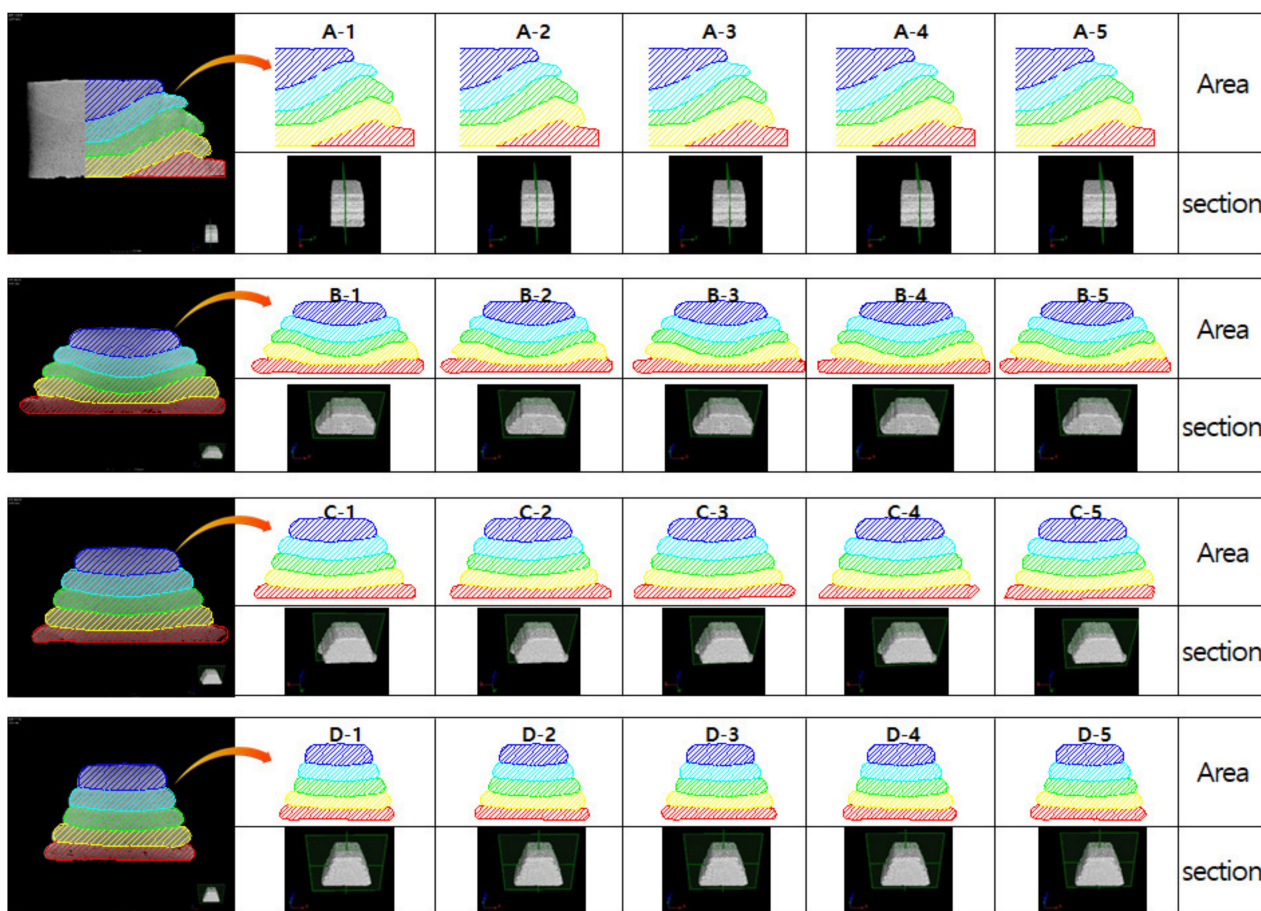 A-1 A-2 A-3 A-4 A-5
Area
section
B-1 B-2 B-3 B-4 B-5
Area
section
C-1 C-2 C-3 C-4 C-5
Area
section
D-1 D-2 D-3 D-4 D-5
Area
section